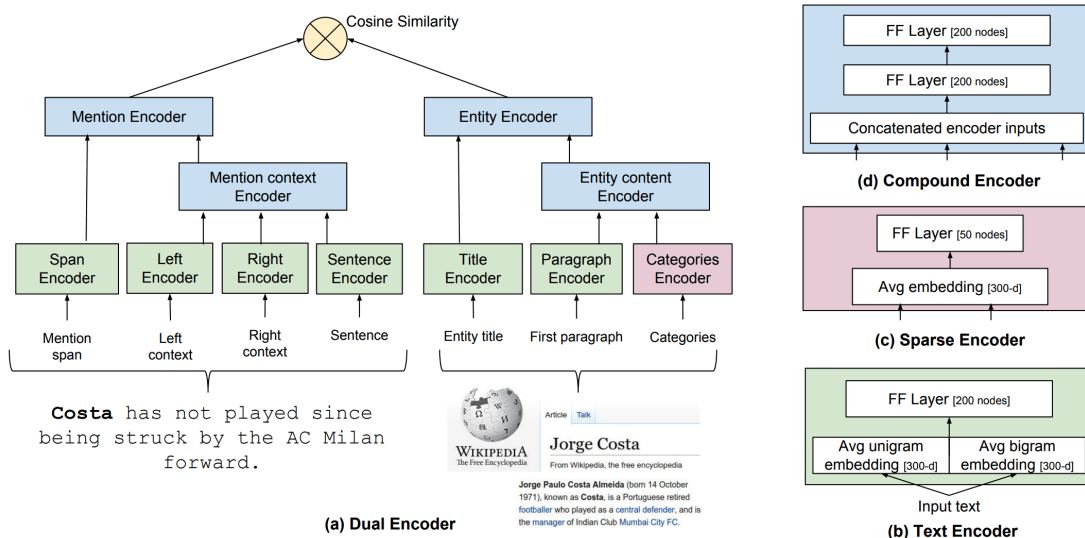 Cosine Similarity
Mention Encoder
Entity Encoder
Mention context
Encoder
Entity content
Encoder
Span
Encoder
Left
Encoder
Right
Encoder
Sentence
Encoder
Title
Encoder
Paragraph
Encoder
Categories
Encoder
Mention
span
Left
context
Right
context
Sentence
Entity title
First paragraph
Categories
Costa has not played since
being struck by the AC Milan
forward.
WIKIPEDIA
The Free Encyclopedia
Article Talk
Jorge Costa
From Wikipedia, the free encyclopedia
Jorge Paulo Costa Almeida (born 14 October
1971), known as Costa, is a Portuguese retired
footballer who played as a central defender, and is
the manager of Indian Club Mumbai City FC.
(a) Dual Encoder
FF Layer [200 nodes]
FF Layer [200 nodes]
Concatenated encoder inputs
(d) Compound Encoder
FF Layer [50 nodes]
Avg embedding [300-d]
(c) Sparse Encoder
FF Layer [200 nodes]
Avg unigram
embedding [300-d]
Avg bigram
embedding [300-d]
Input text
(b) Text Encoder